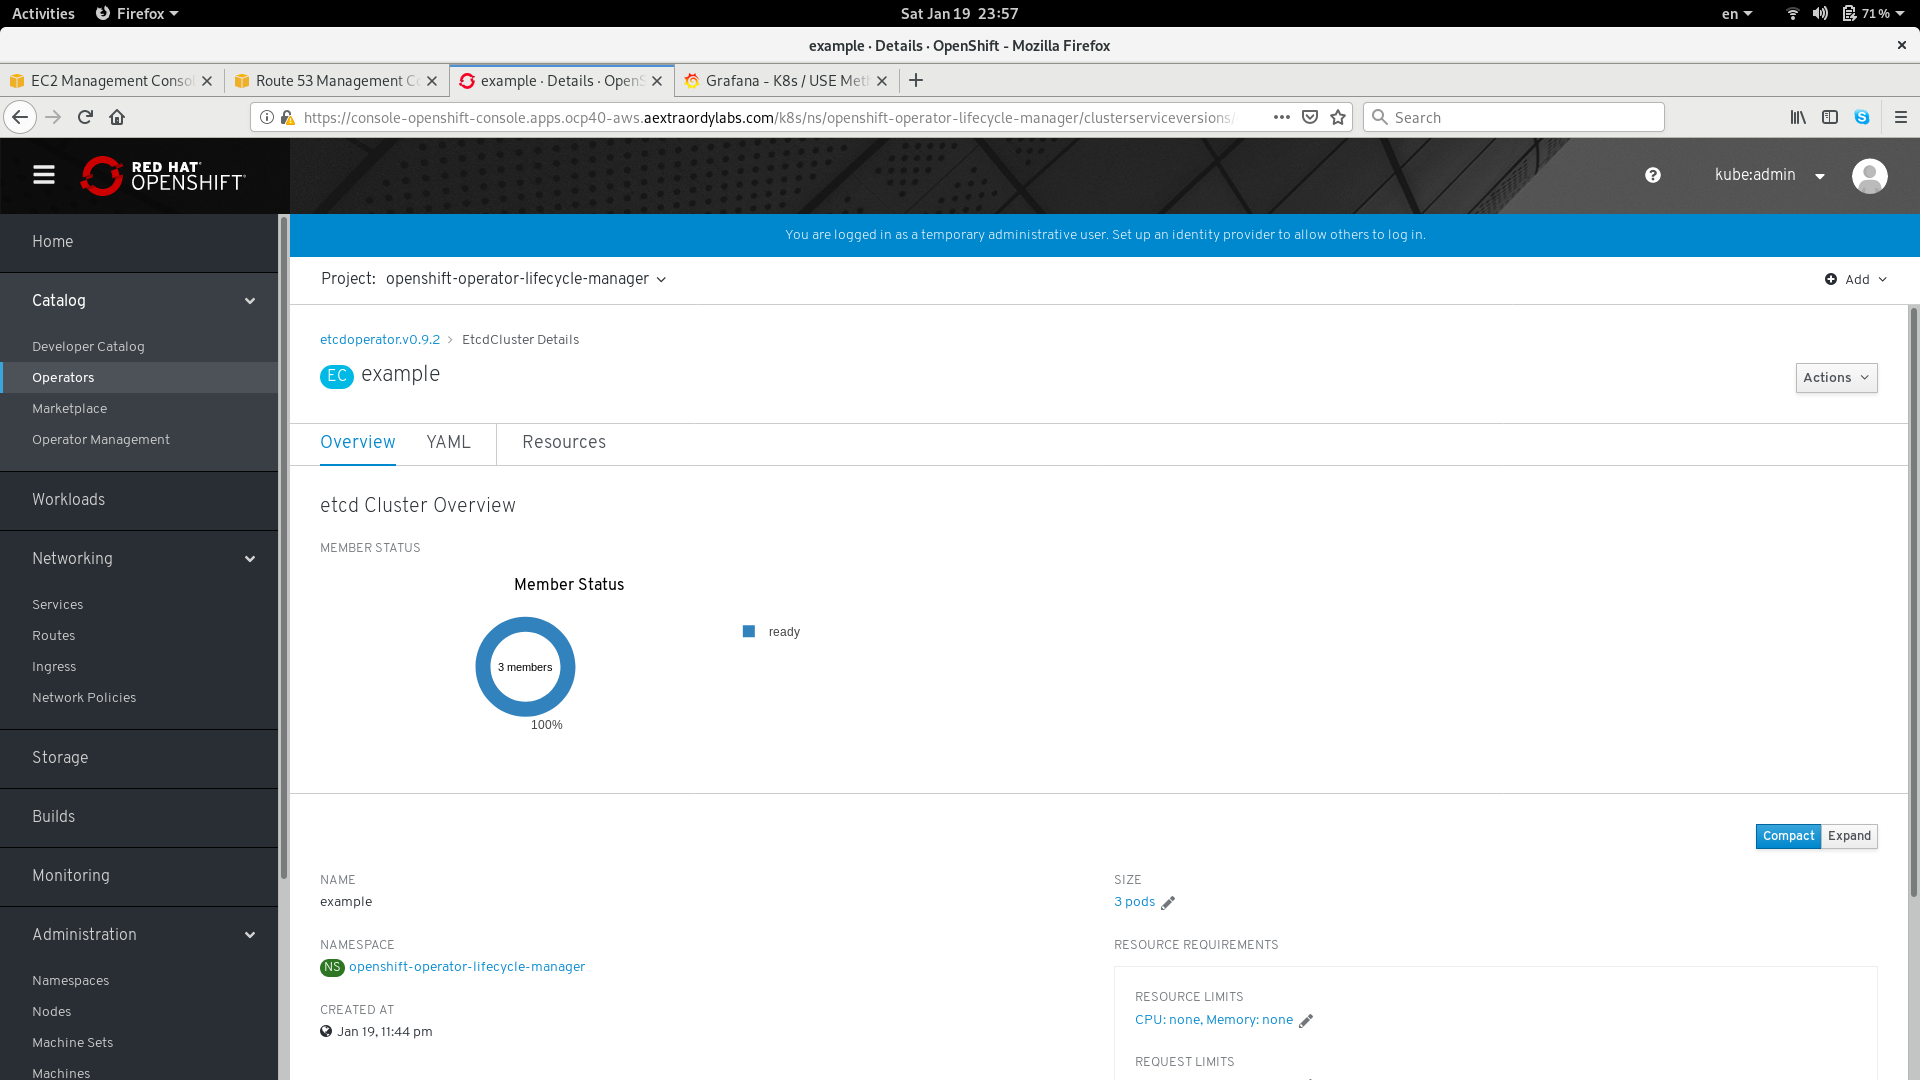 Activities Firefox Sat Jan 19 23:57 en 71%
example · Details · OpenShift - Mozilla Firefox
EC2 Management Consol Route 53 Management Co example · Details · OpenS Grafana - K8s / USE Meth
https://console-openshift-console.apps.ocp40-aws.aextraordylabs.com/k8s/ns/openshift-operator-lifecycle-manager/clusterserviceversions/ Search
RED HAT
OPENSHIFT
kube:admin
You are logged in as a temporary administrative user. Set up an identity provider to allow others to log in.
Project: openshift-operator-lifecycle-manager Add
Home
Catalog
Developer Catalog
Operators
Marketplace
Operator Management
Workloads
Networking
Services
Routes
Ingress
Network Policies
Storage
Builds
Monitoring
Administration
Namespaces
Nodes
Machine Sets
Machines
etcdoperator.v0.9.2 > EtcdCluster Details
EC example
Actions
Overview YAML Resources
etcd Cluster Overview
MEMBER STATUS
Member Status
ready
3 members
100%
Compact Expand
NAME
example
NAMESPACE
NS openshift-operator-lifecycle-manager
CREATED AT
Jan 19, 11:44 pm
SIZE
3 pods
RESOURCE REQUIREMENTS
RESOURCE LIMITS
CPU: none, Memory: none
REQUEST LIMITS